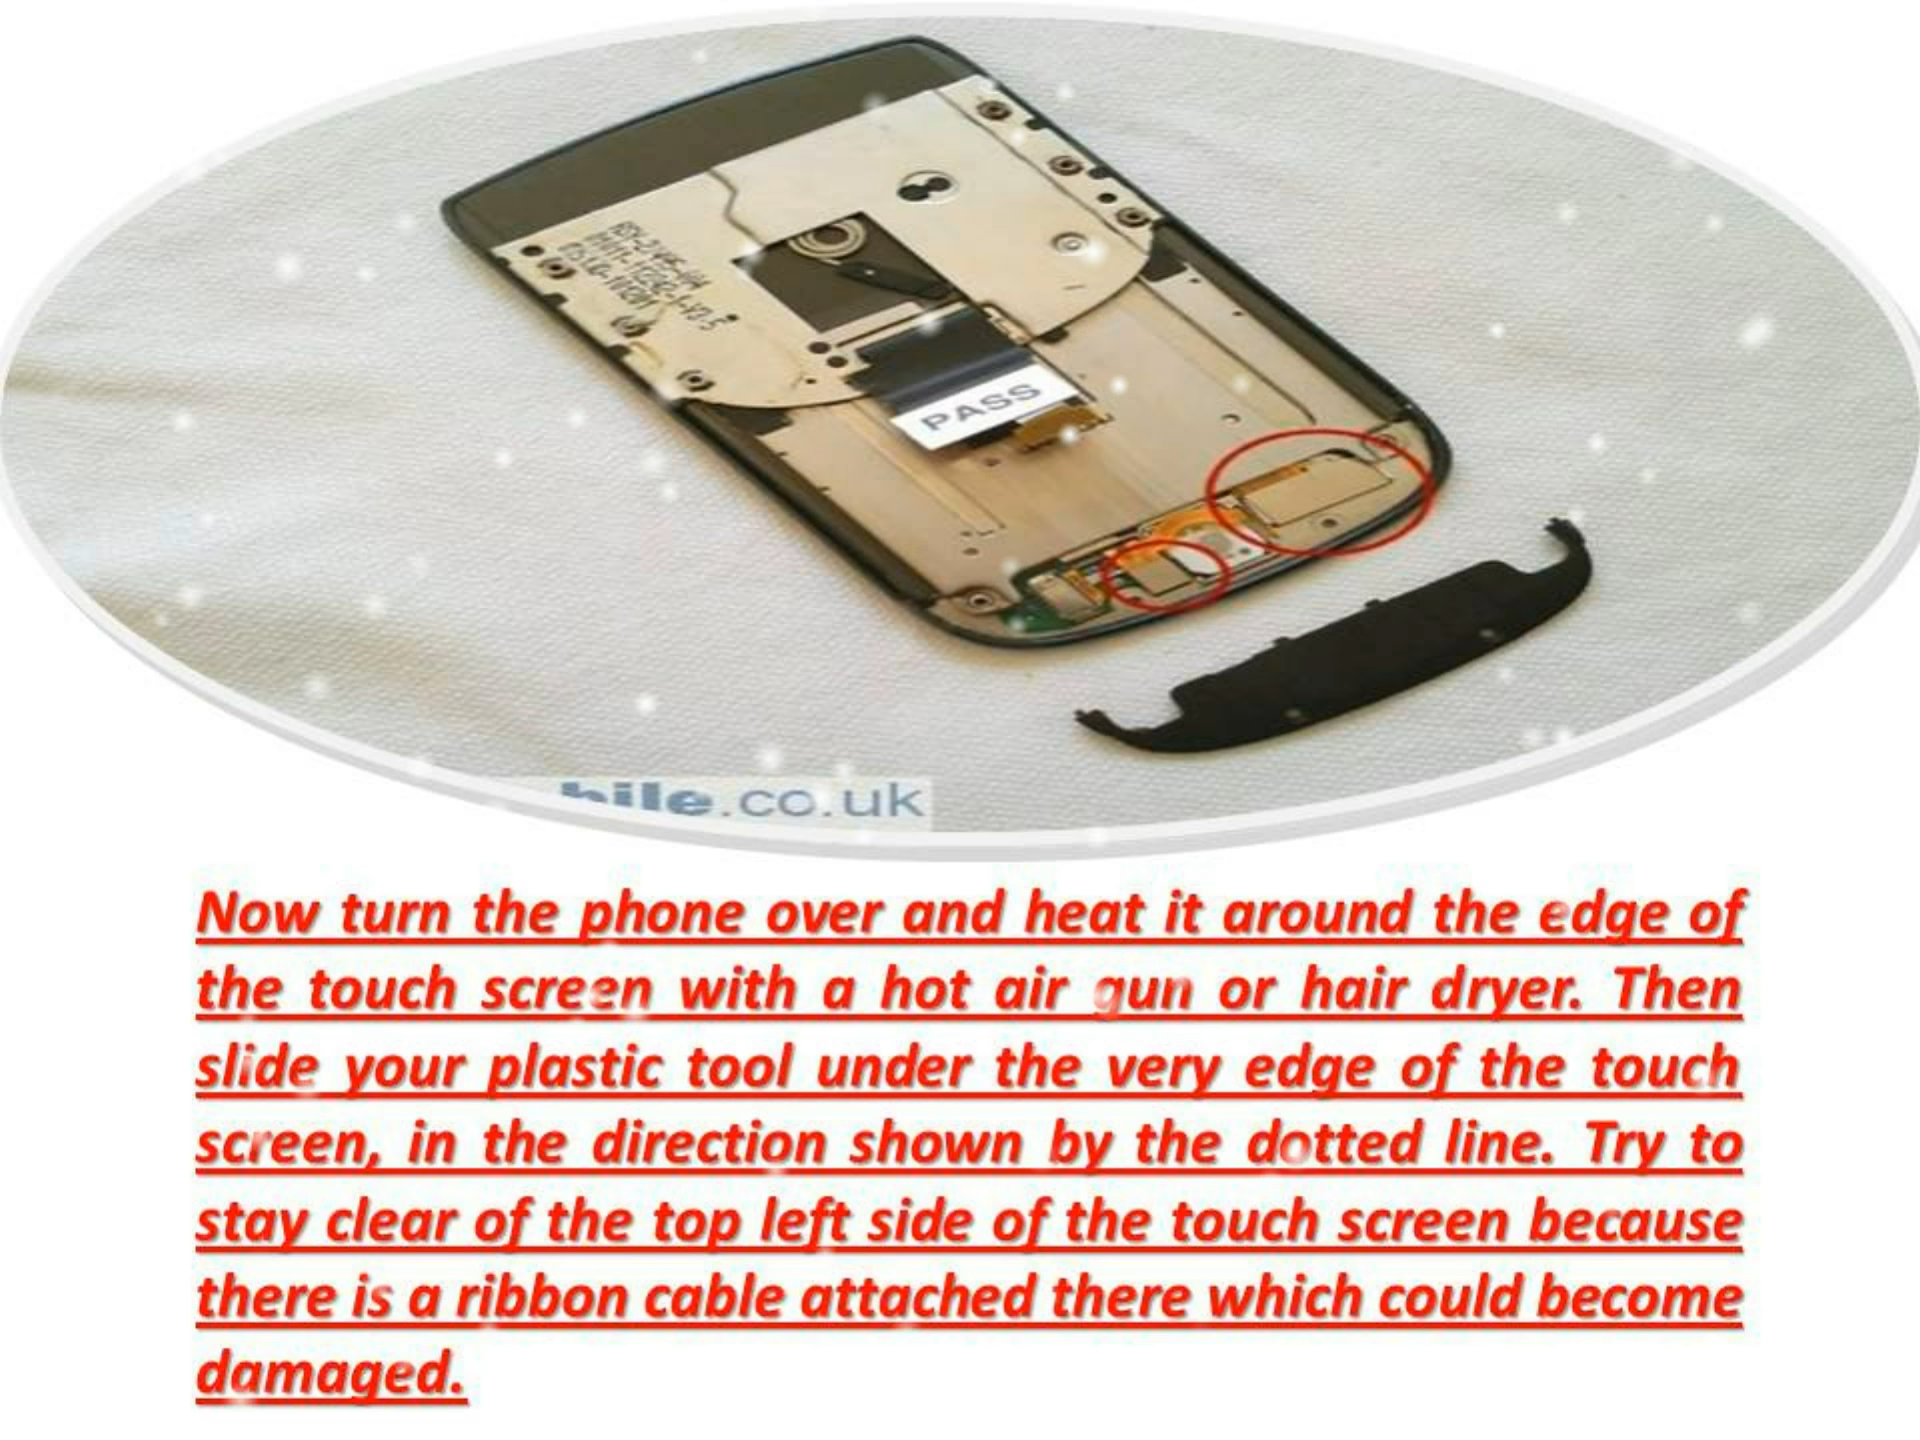 PASS
.co.uk
Now turn the phone over and heat it around the edge of
the touch screen with a hot air gun or hair dryer. Then
slide your plastic tool under the very edge of the touch
screen, in the direction shown by the dotted line. Try to
stay clear of the top left side of the touch screen because
there is a ribbon cable attached there which could become
damaged.